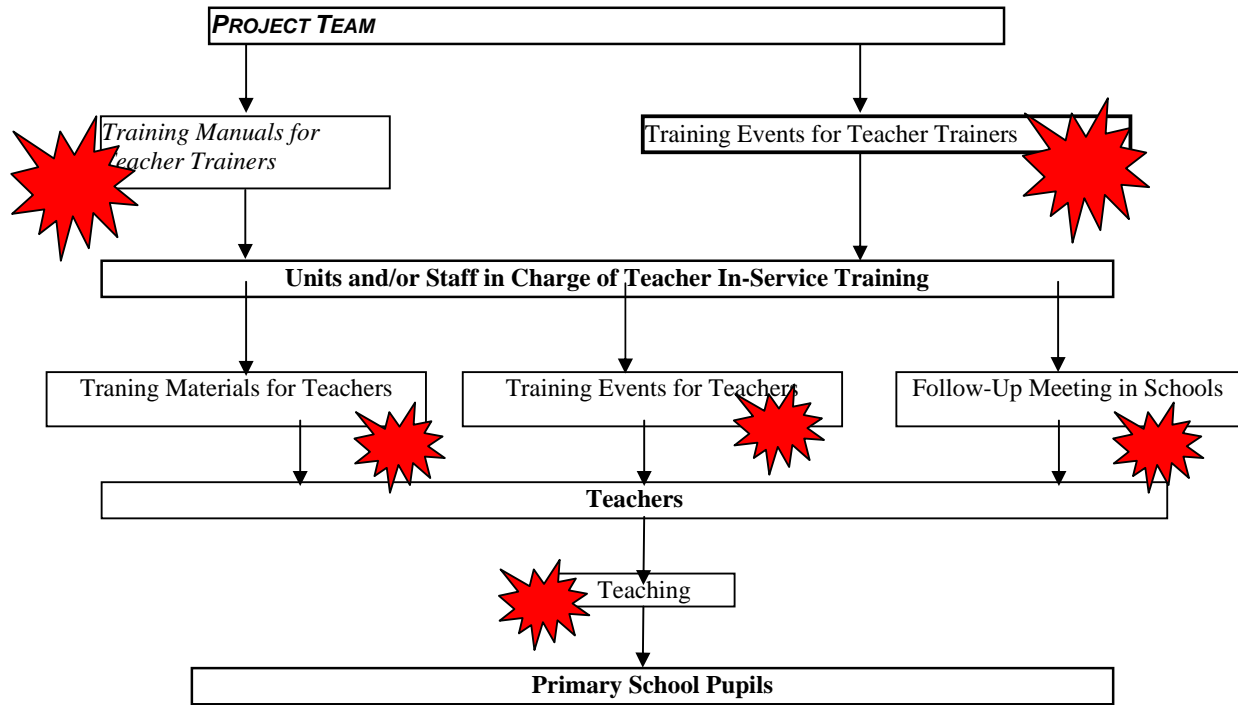 PROJECT TEAM
Training Manuals for
Teacher Trainers
Training Events for Teacher Trainers
Units and/or Staff in Charge of Teacher In-Service Training
Traning Materials for Teachers
Training Events for Teachers
Follow-Up Meeting in Schools
Teachers
Teaching
Primary School Pupils